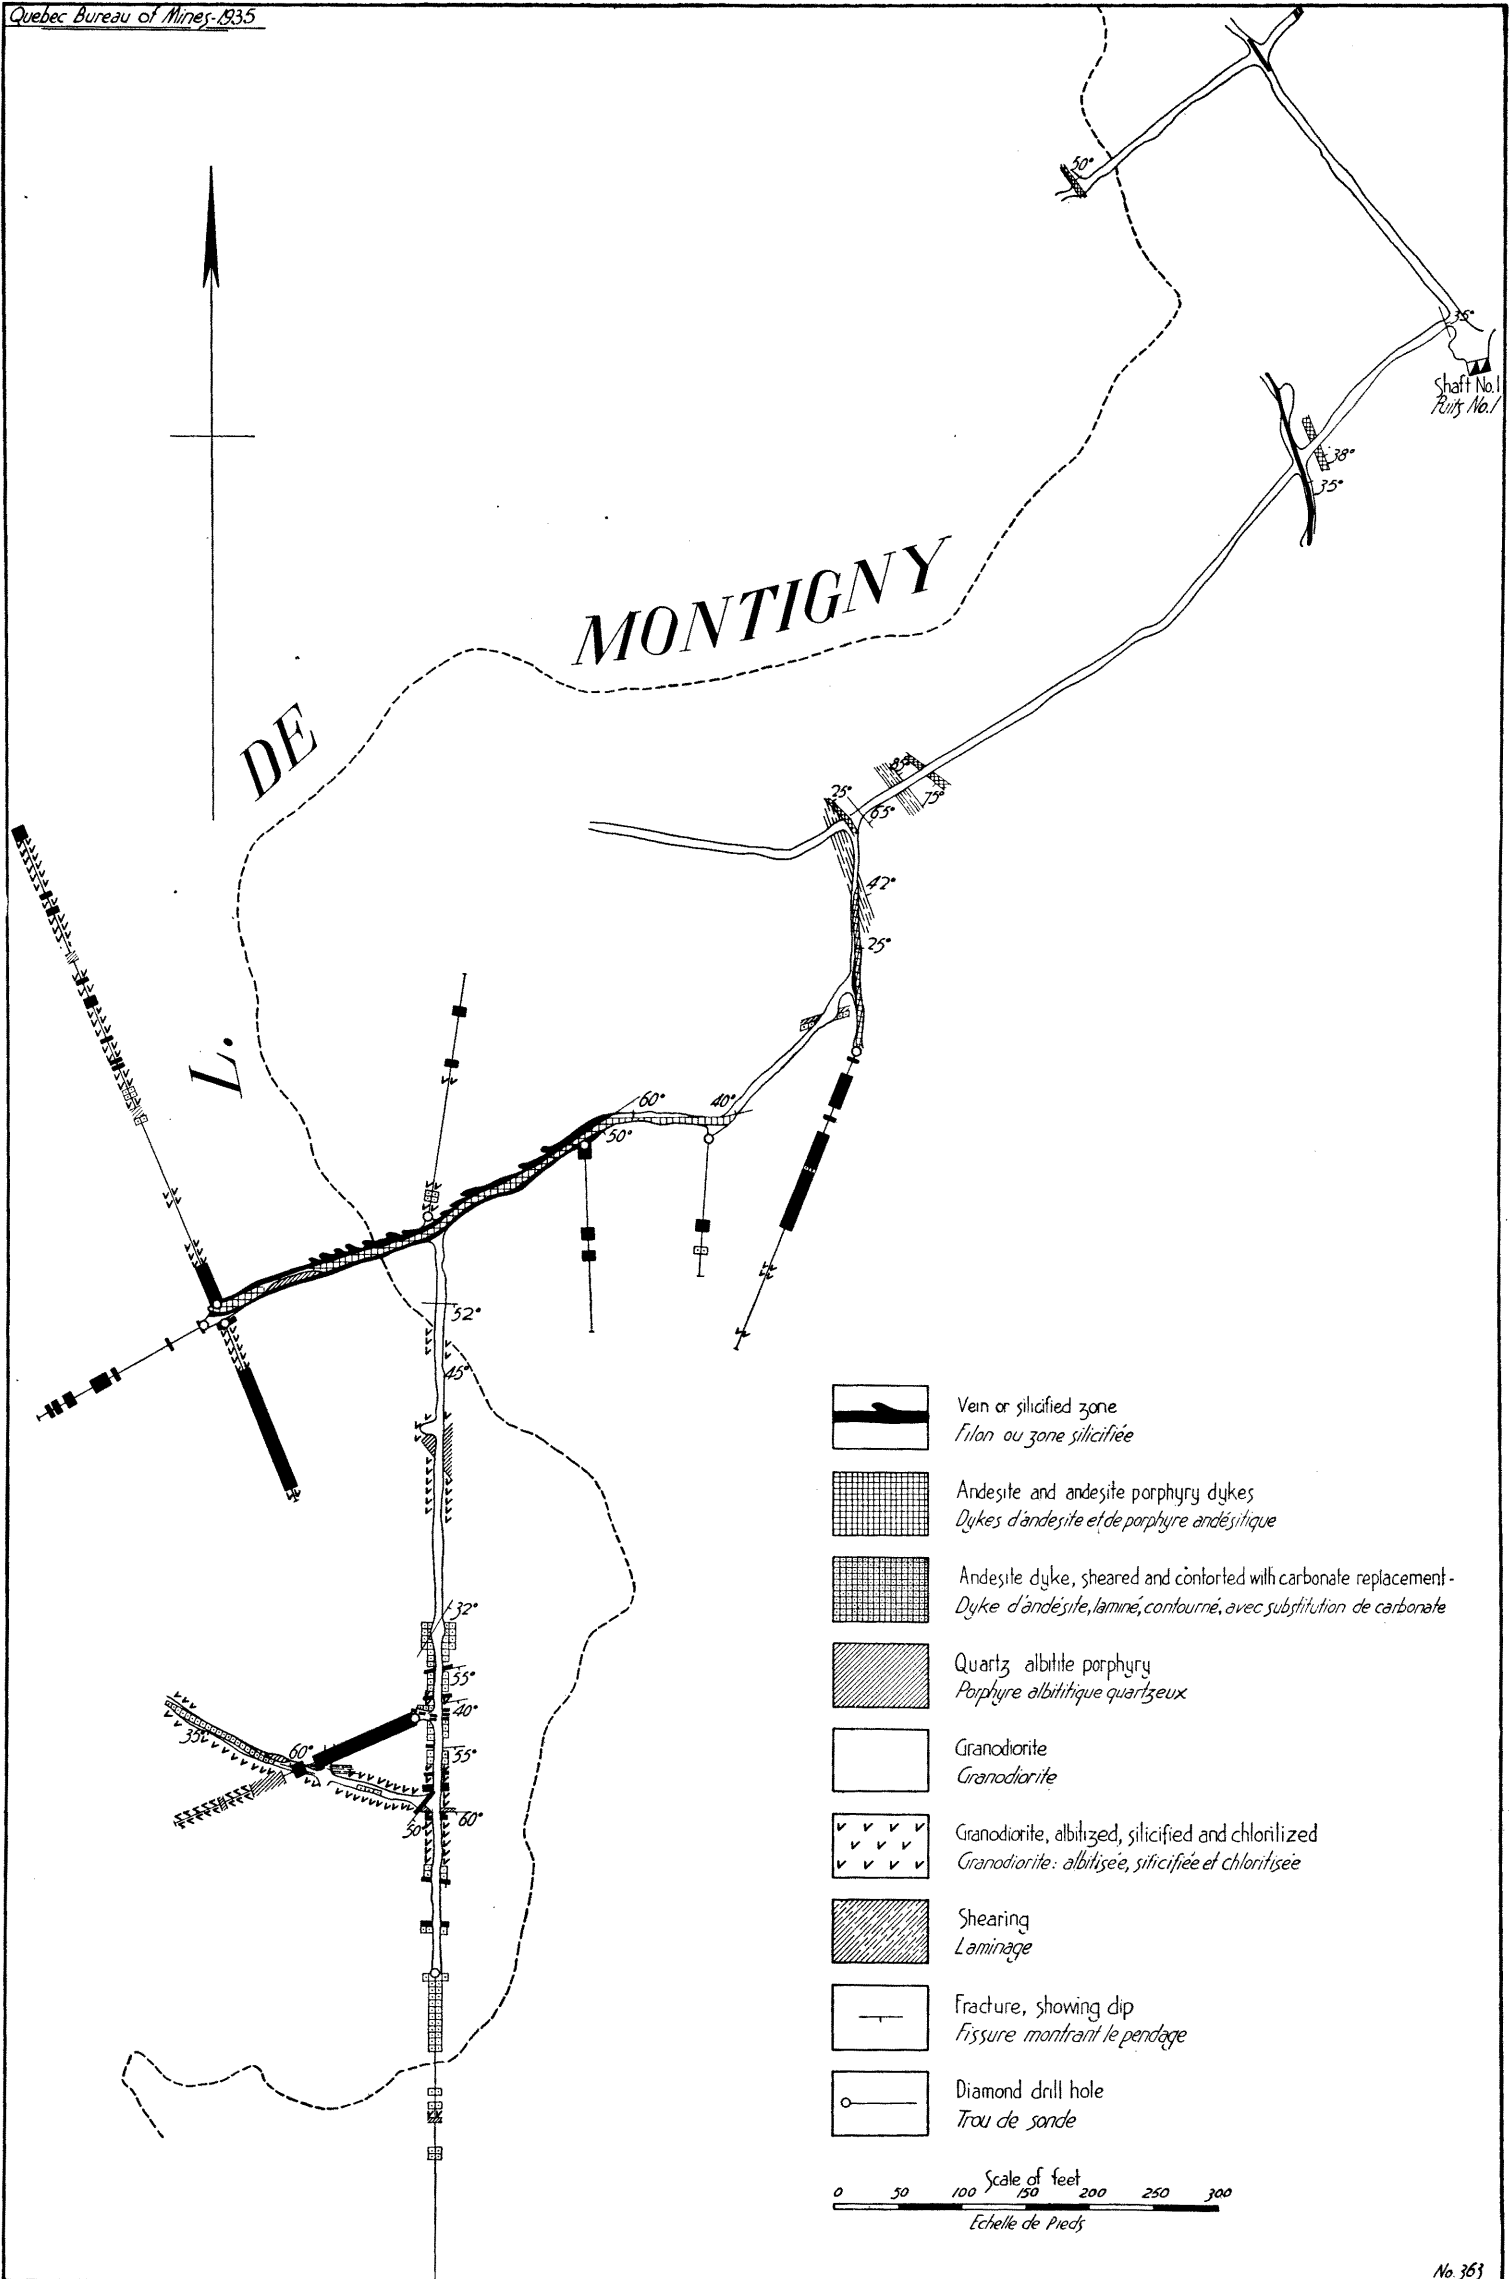 Quebec Bureau of Mines-1935
50°
35°
Shaft No.1
Puits No.1
38°
35°
L. DE MONTIGNY
85°
75°
25°
65°
42°
25°
60°
40°
50°
52°
45°
32°
55°
40°
35°
60°
55°
50°
60°
Vein or silicified zone
Filon ou zone silicifiée
Andesite and andesite porphyry dykes
Dykes d'andesite et de porphyre andésitique
Andesite dyke, sheared and contorted with carbonate replacement-
Dyke d'andésite, laminé, contourné, avec substitution de carbonate
Quartz albitite porphyry
Porphyre albititique quartzeux
Granodiorite
Granodiorite
Granodiorite, albitized, silicified and chloritized
Granodiorite: albitisée, silicifiée et chloritisée
Shearing
Laminage
Fracture, showing dip
Fissure montrant le pendage
Diamond drill hole
Trou de sonde
Scale of feet
0 50 100 150 200 250 300
Echelle de Pieds
No. 363